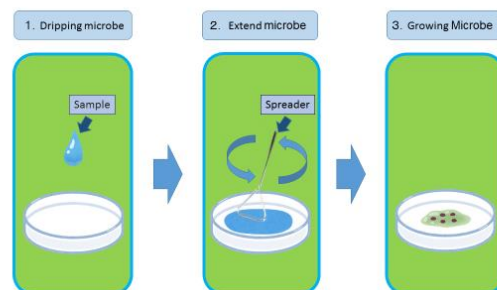 1. Dripping microbe
2. Extend microbe
3. Growing Microbe
Sample
Spreader